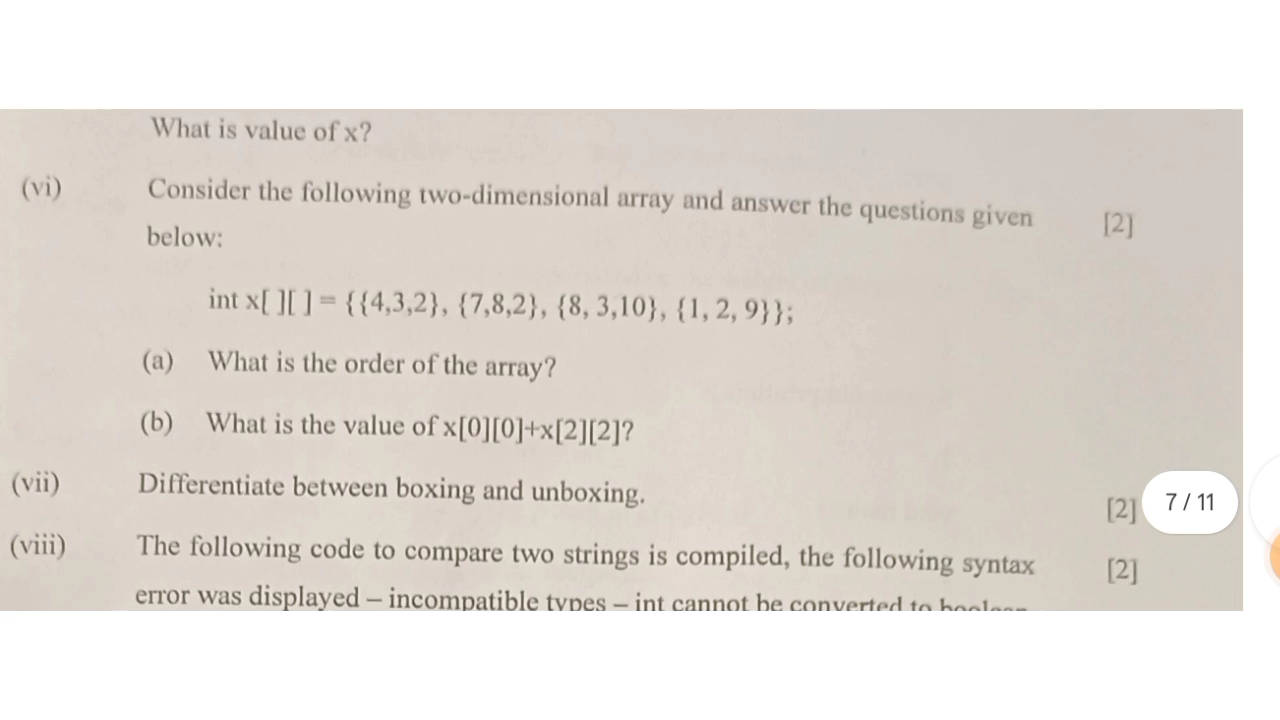 What is value of x?
(vi) Consider the following two-dimensional array and answer the questions given [2]
below:
int x[ ][ ] = {{4,3,2}, {7,8,2}, {8, 3,10}, {1, 2, 9}};
(a) What is the order of the array?
(b) What is the value of x[0][0]+x[2][2]?
(vii) Differentiate between boxing and unboxing. [2]
7 / 11
(viii) The following code to compare two strings is compiled, the following syntax [2]
error was displayed – incompatible types – int cannot be converted to